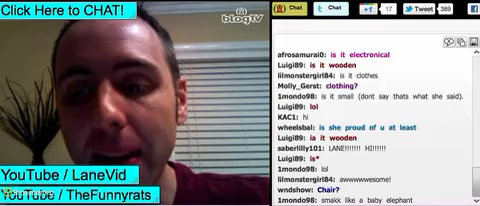 Click Here to CHAT!
blogTV
YouTube / LaneVid
YouTube / TheFunnyrats
Chat
Chat
+1
17
Tweet
389
afrosamurai0: is it electronical
Luigi89: is it wooden
lilmonstergirl84: is it clothes
Molly_Gerst: clothing?
1mondo98: is it small (dont say thats what she said).
Luigi89: lol
KAC1: hi
wheelsbal: is she proud of u at least
Luigi89: ia it wooden
saberlilly101: LANE!!!!!!! HI!!!!!!
Luigi89: is*
1mondo98: lol
lilmonstergirl84: awwwwwesome!
wndshow: Chair?
1mondo98: smakk like a baby elephant